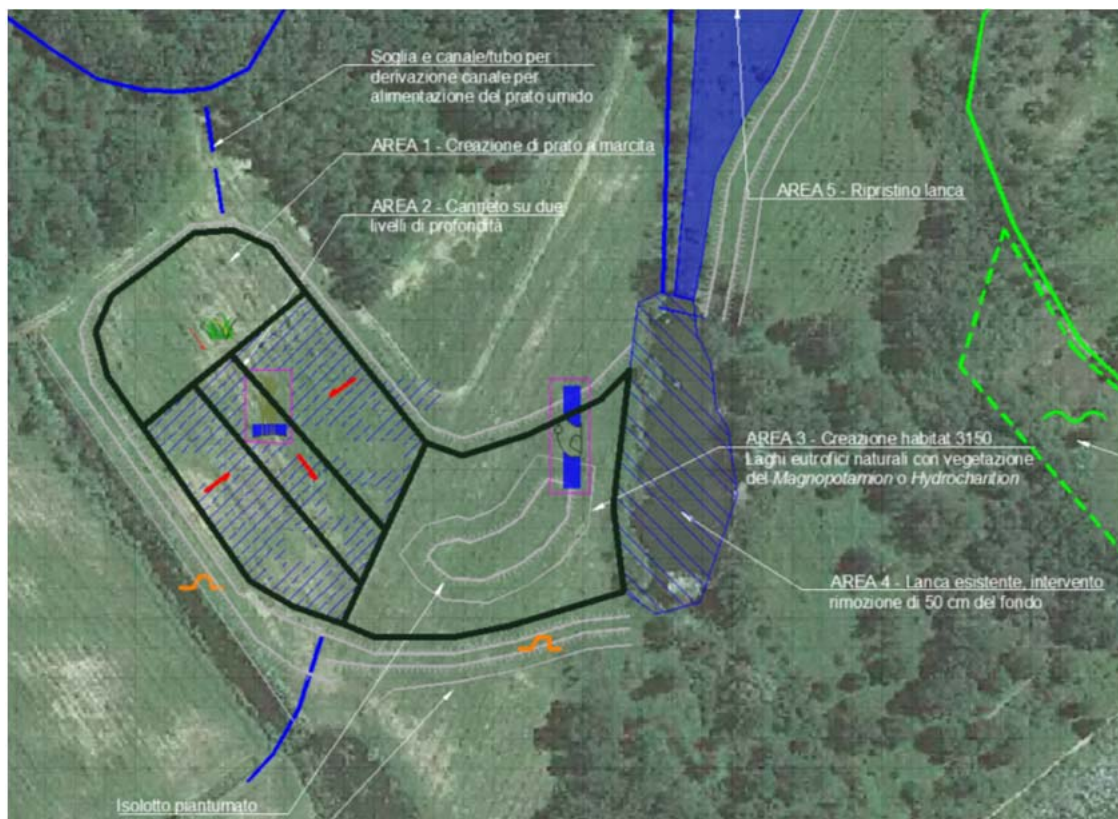 Soglia e canale/tubo per
derivazione canale per
alimentazione del prato umido
AREA 1 - Creazione di prato a marcita
AREA 2 - Canneto su due
livelli di profondità
AREA 5 - Ripristino lanca
AREA 3 - Creazione habitat 3150
Laghi eutrofici naturali con vegetazione
del Magnopotamion o Hydrocharition
AREA 4 - Lanca esistente, intervento
rimozione di 50 cm del fondo
Isolotto pianturnato